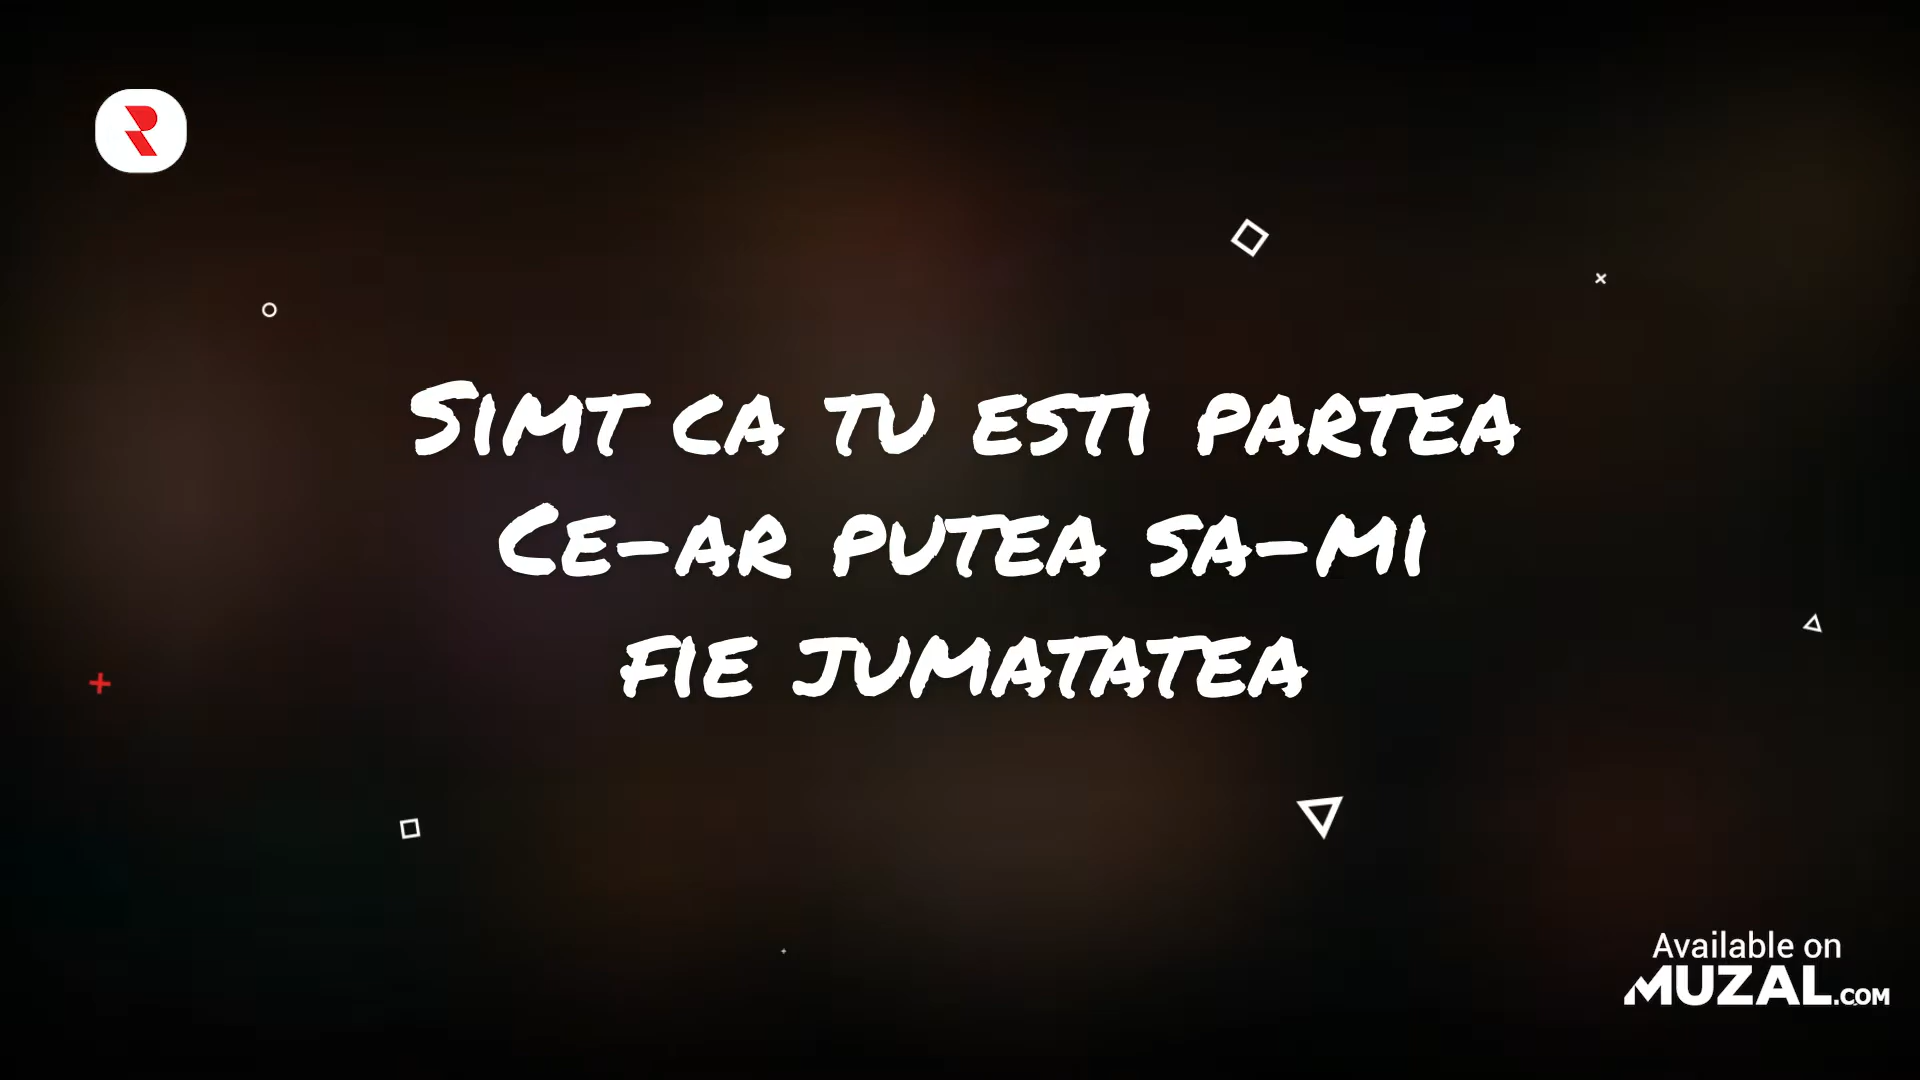 Simt ca tu esti partea
Ce-ar putea sa-mi
fie jumatatea
Available on
MUZAL.COM